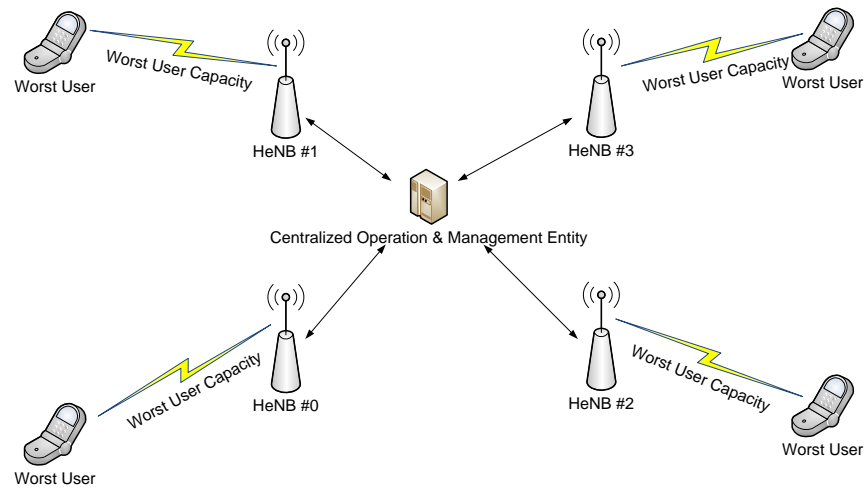 Worst User
Worst User Capacity
HeNB #1
Worst User Capacity
HeNB #3
Worst User
Centralized Operation & Management Entity
Worst User
Worst User Capacity
HeNB #0
HeNB #2
Worst User Capacity
Worst User